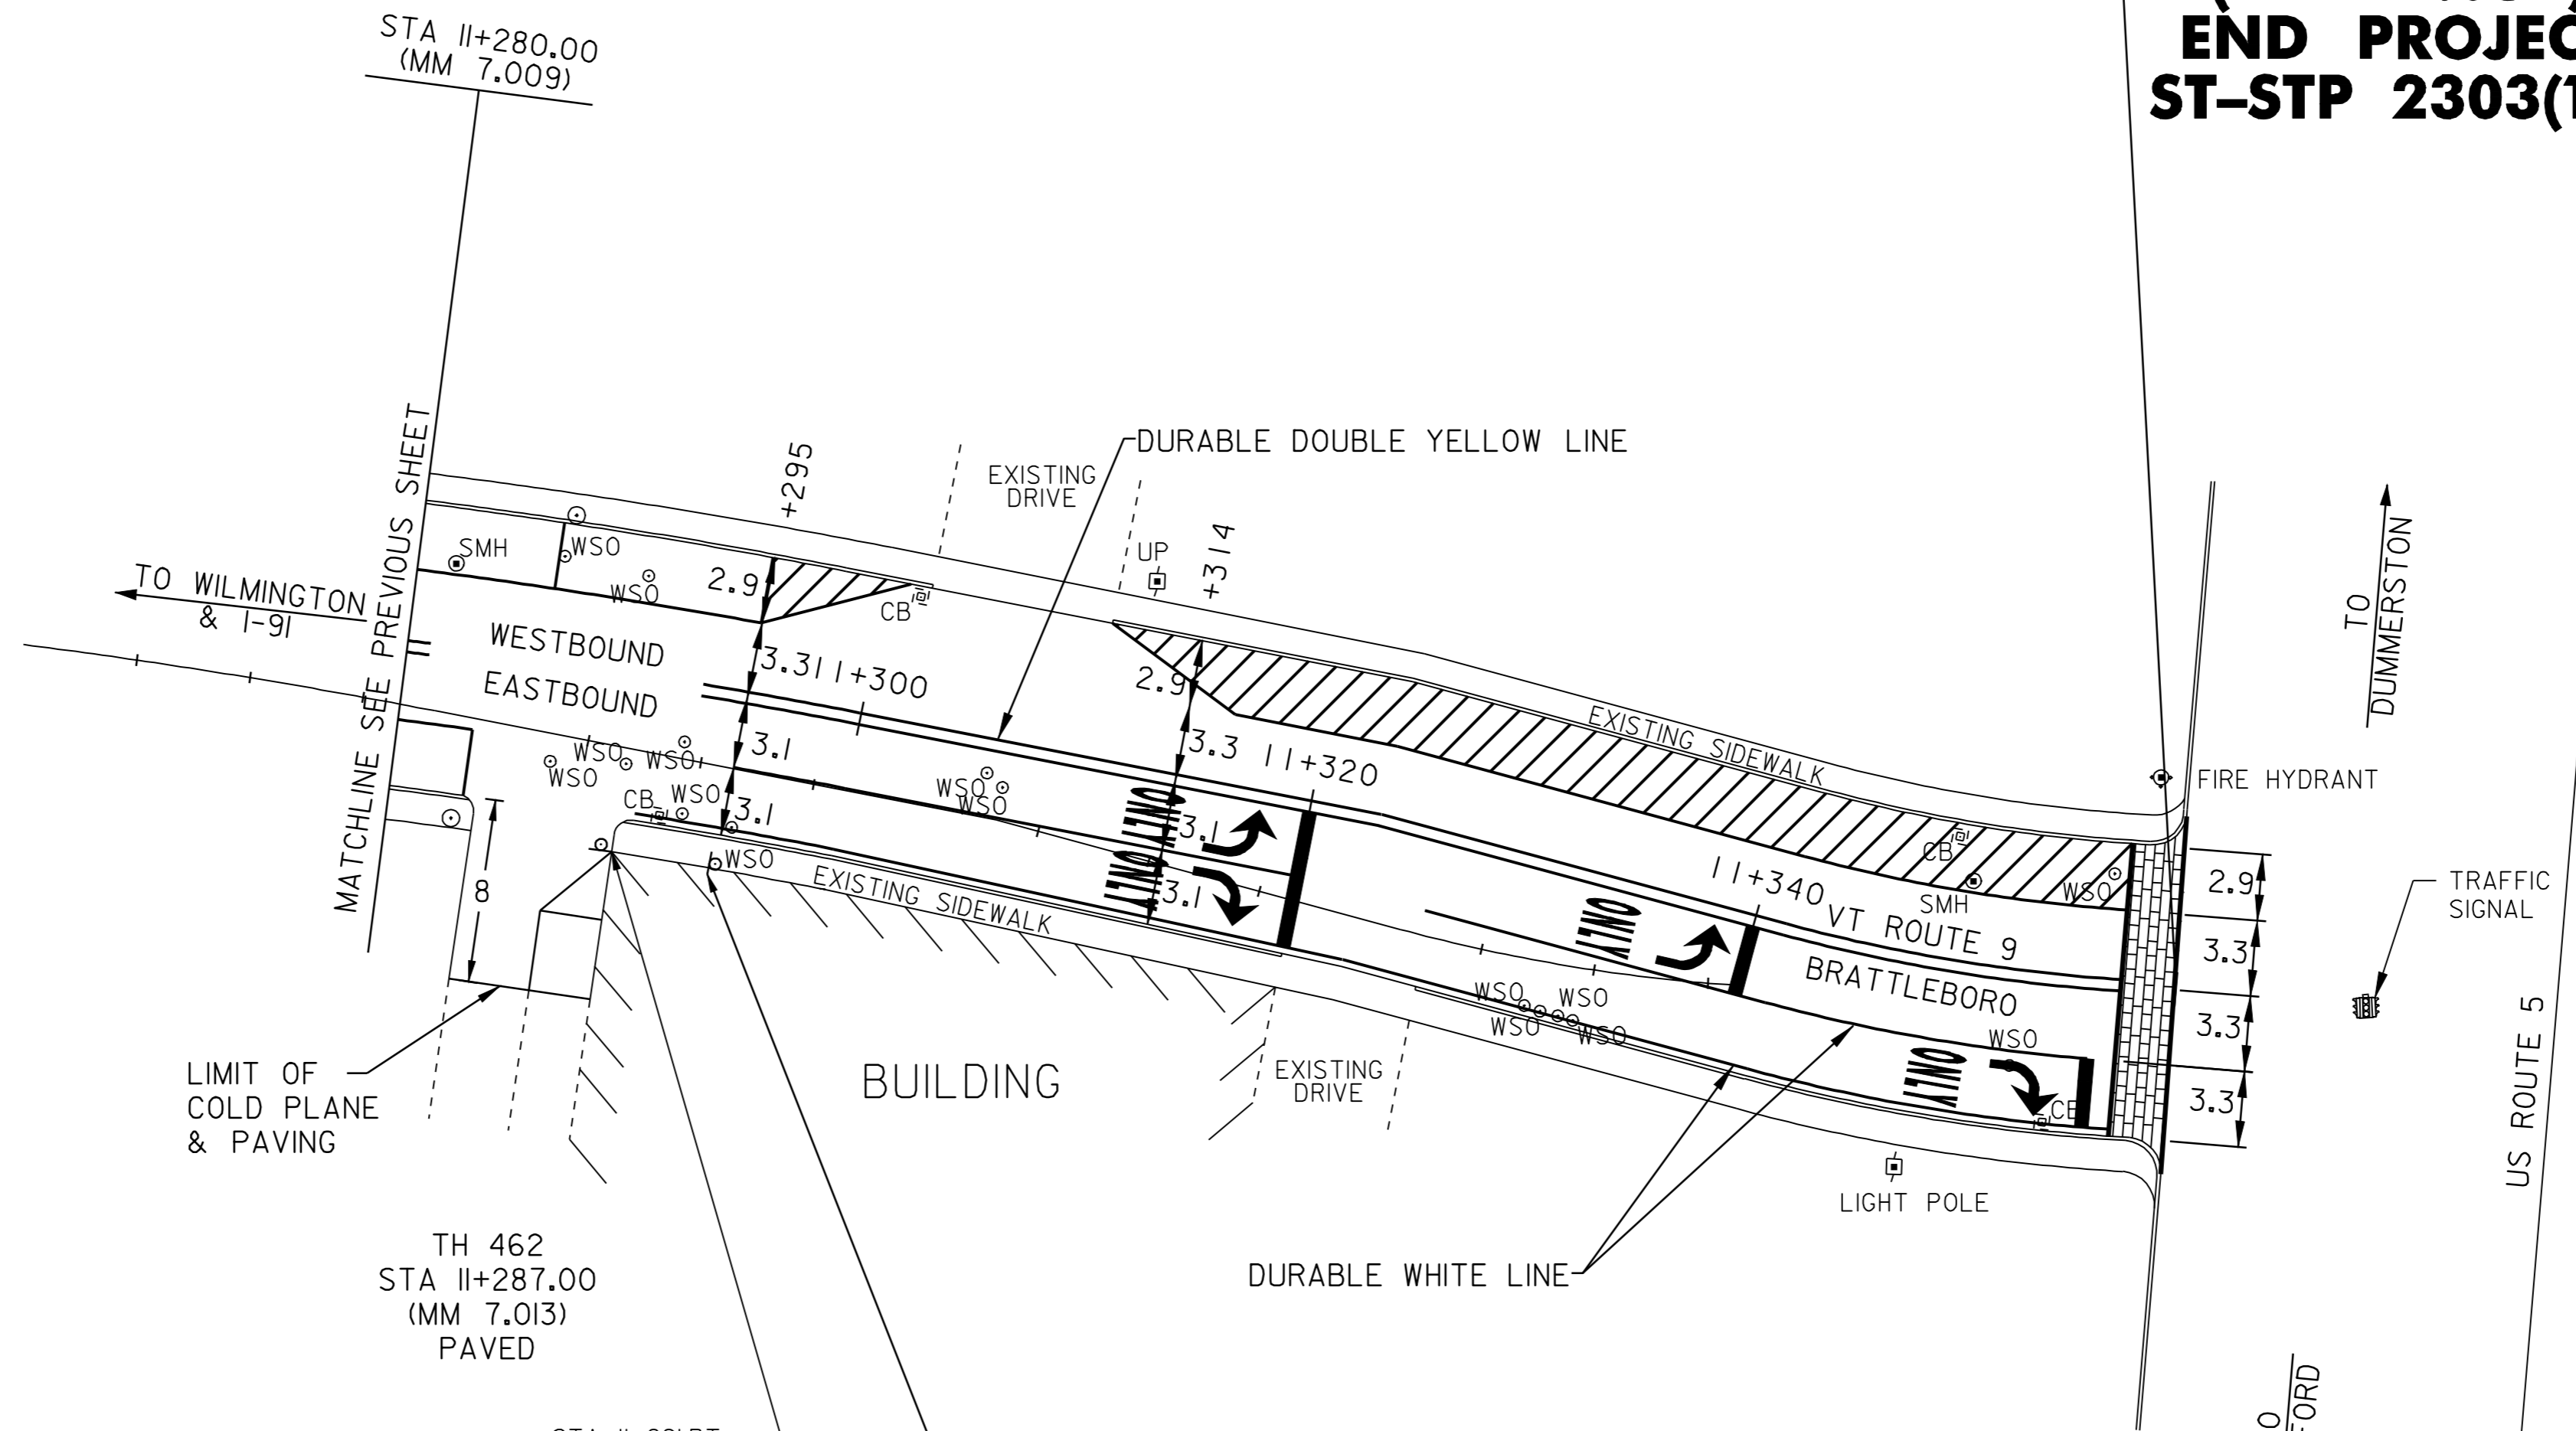 STA 11+280.00
(MM 7.009)
END PROJEC
ST-STP 2303(1
MATCHLINE SEE PREVIOUS SHEET
TO WILMINGTON
& I-91
SMH
WSO
WSO
2.9
+295
CB
EXISTING
DRIVE
DURABLE DOUBLE YELLOW LINE
UP
+314
WESTBOUND
EASTBOUND
3.3
11+300
2.9
3.3
11+320
EXISTING SIDEWALK
3.1
3.1
WSO
WSO
WSO
CB
WSO
WSO
WSO
WSO
ONLY
3.1
ONLY
3.1
EXISTING SIDEWALK
8
11+340
VT ROUTE 9
BRATTLEBORO
ONLY
CB
SMH
WSO
FIRE HYDRANT
TO
DUMMERSTON
2.9
3.3
3.3
3.3
TRAFFIC
SIGNAL
US ROUTE 5
WSO
WSO
WSO
WSO
WSO
ONLY
CB
LIMIT OF
COLD PLANE
& PAVING
BUILDING
EXISTING
DRIVE
LIGHT POLE
DURABLE WHITE LINE
TH 462
STA 11+287.00
(MM 7.013)
PAVED
O
FORD